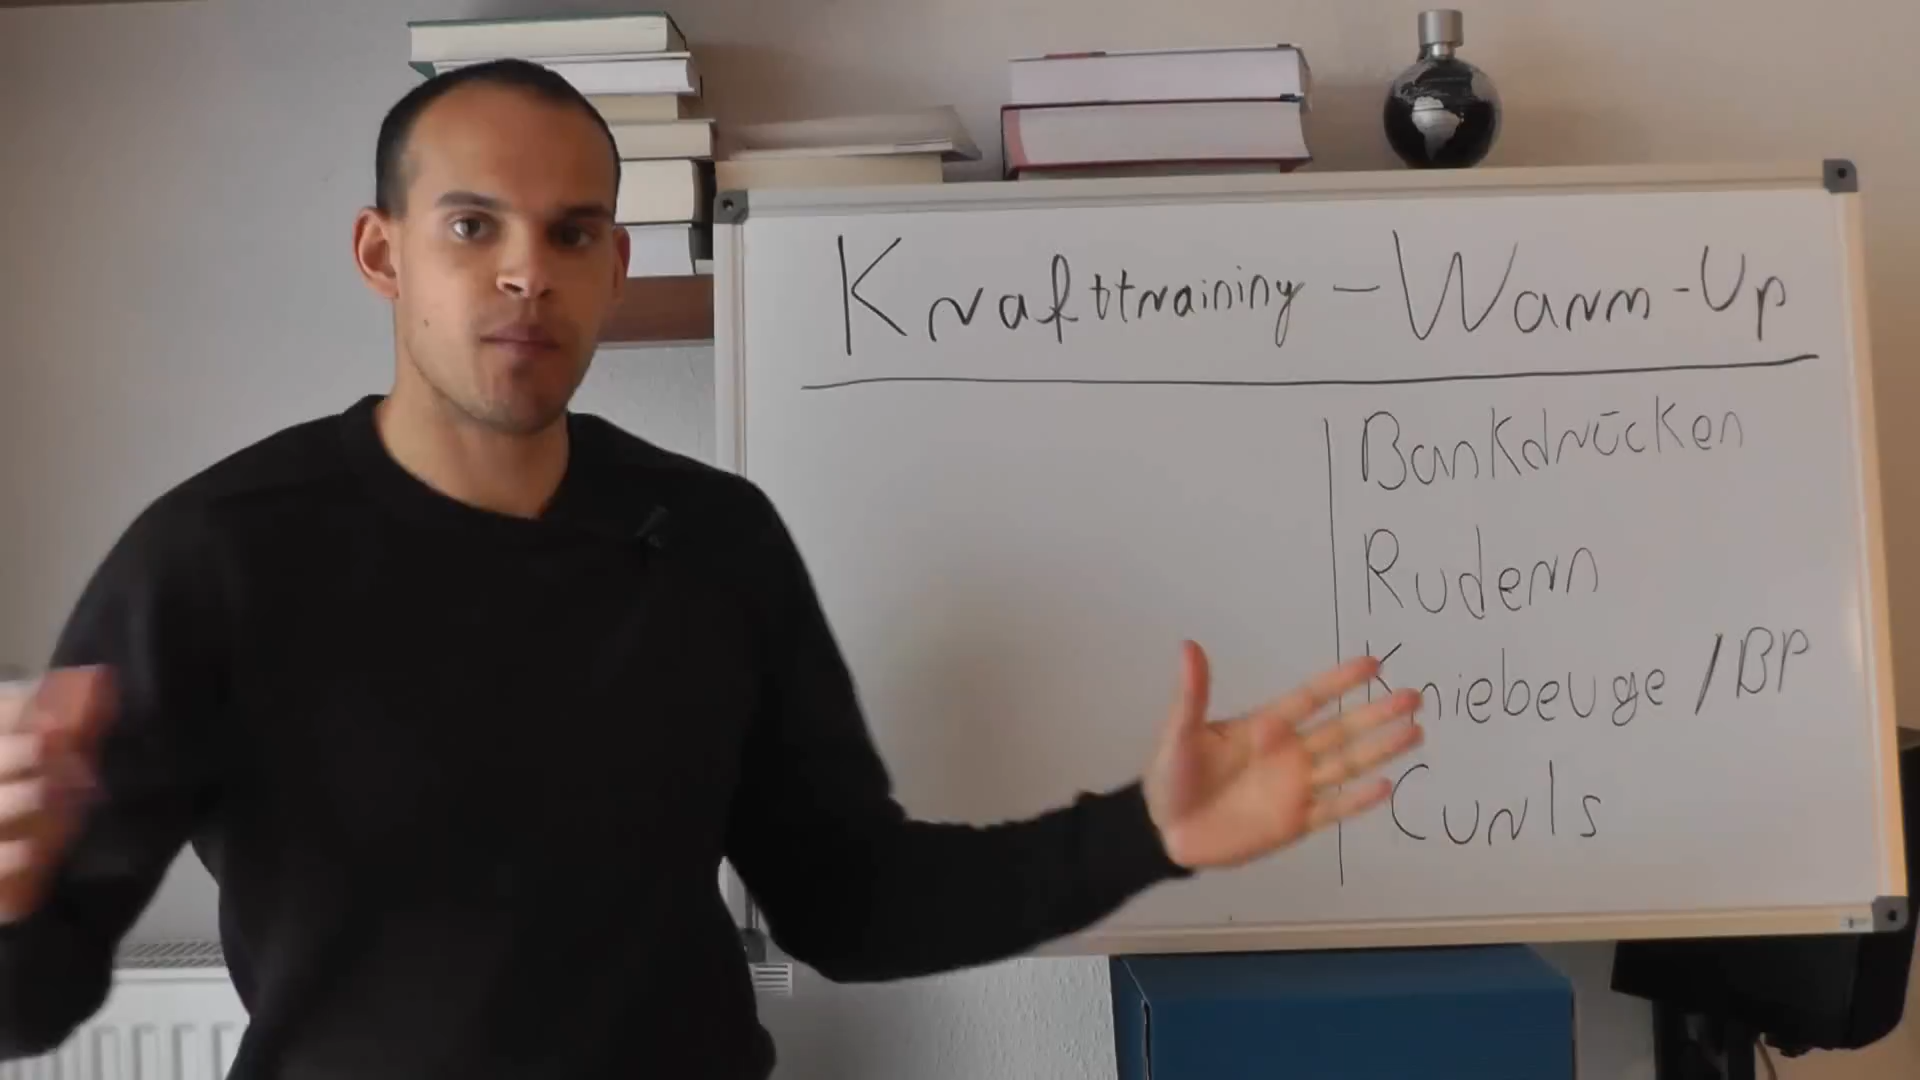 Krafttraining - Warm-Up
Bankdrücken
Rudern
Kniebeuge / BP
Curls